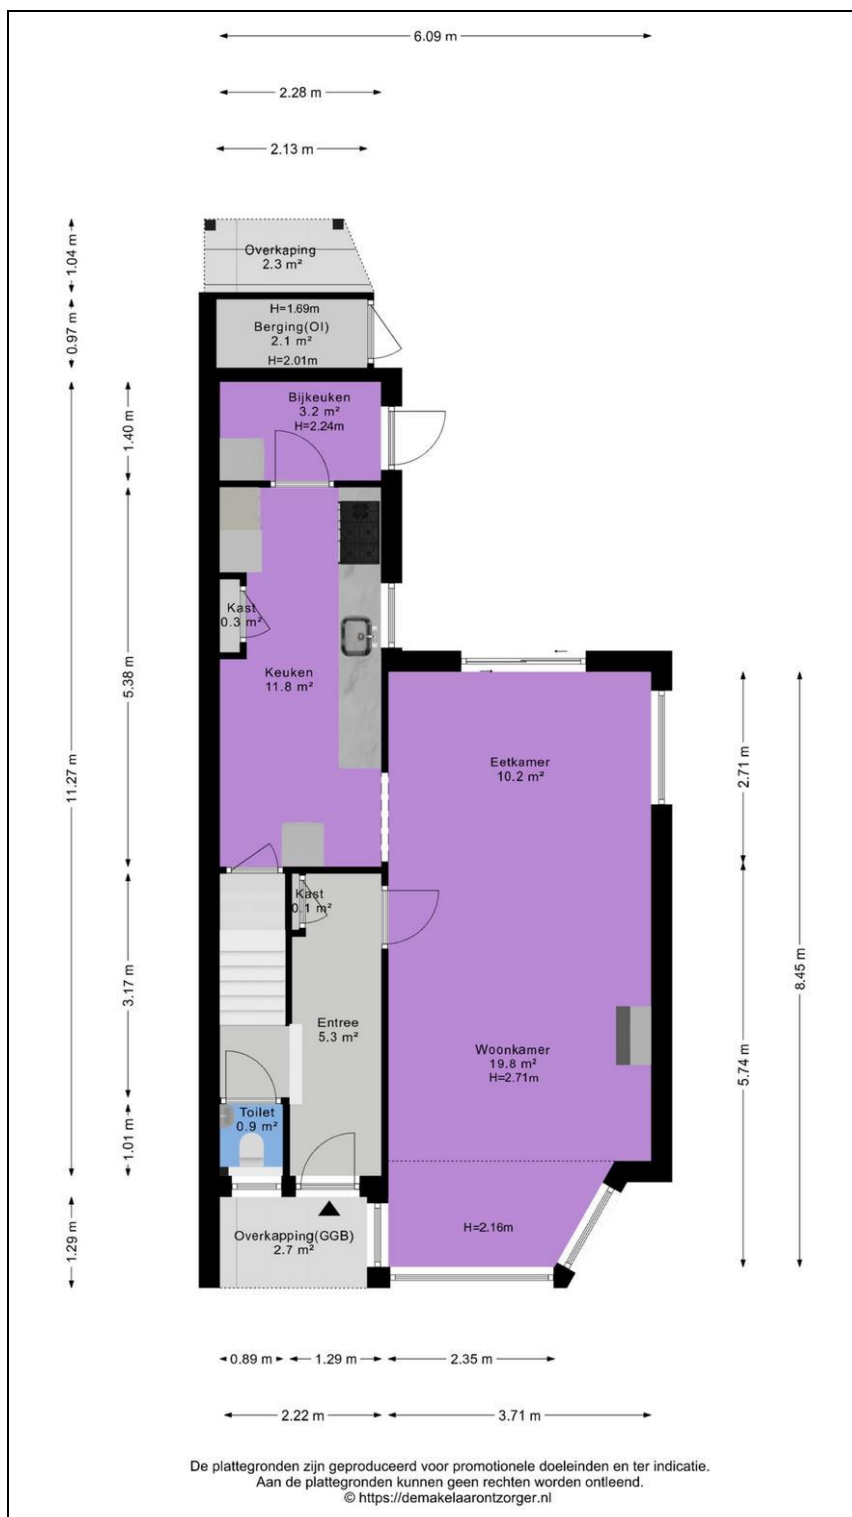 6.09 m
2.28 m
2.13 m
1.04 m
Overkaping
2.3 m²
0.97 m
H=1.69m
Berging(OI)
2.1 m²
H=2.01m
1.40 m
Bijkeuken
3.2 m²
H=2.24m
Kast
0.3 m²
Keuken
11.8 m²
5.38 m
11.27 m
Eetkamer
10.2 m²
2.71 m
8.45 m
Kast
0.1 m²
3.17 m
Entree
5.3 m²
Woonkamer
19.8 m²
H=2.71m
5.74 m
Toilet
0.9 m²
1.01 m
Overkapping(GGB)
2.7 m²
1.29 m
H=2.16m
0.89 m
1.29 m
2.35 m
2.22 m
3.71 m
De plattegronden zijn geproduceerd voor promotionele doeleinden en ter indicatie.
Aan de plattegronden kunnen geen rechten worden ontleend.
© https://demakelaarontzorger.nl